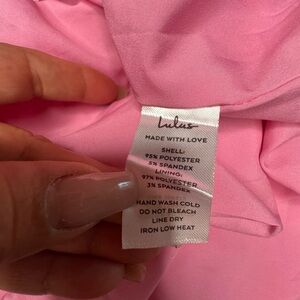 Lulus
MADE WITH LOVE
SHELL:
95% POLYESTER
5% SPANDEX
LINING:
97% POLYESTER
3% SPANDEX
HAND WASH COLD
DO NOT BLEACH
LINE DRY
IRON LOW HEAT